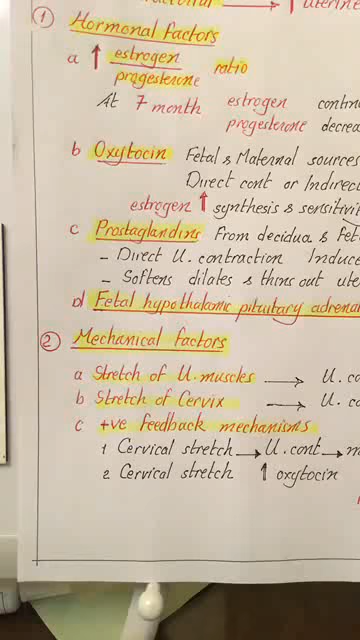 ↑ uterine
① Hormonal factors
a ↑ estrogen
progesterone ratio
At 7 month estrogen
progesterone
b Oxytocin Fetal & Maternal sources
Direct cont or
estrogen ↑ synthesis &
c Prostaglandins From decidua &
– Direct U. contraction
– Softens dilates & thins out
d Fetal hypothalamic pituitary
② Mechanical factors
a Stretch of U. muscles → U.
b Stretch of Cervix → U.
c +ve feedback mechanisms
1 Cervical stretch → U. cont →
2 Cervical stretch ↑ oxytocin